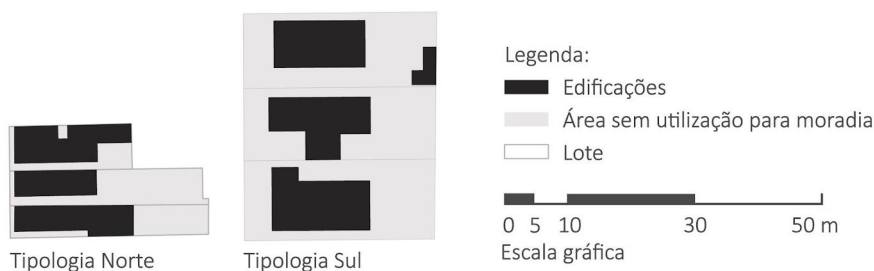 Tipologia Norte
Tipologia Sul
Legenda:
Edificações
Área sem utilização para moradia
Lote
0 5 10 30 50 m
Escala gráfica